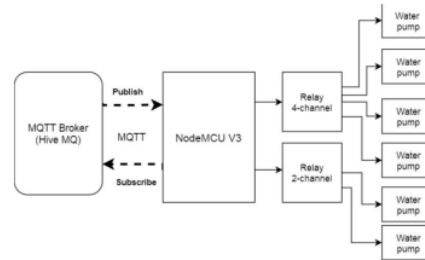 Publish
MQTT Broker
(Hive MQ)
MQTT
Subscribe
NodeMCU V3
Relay
4-channel
Relay
2-channel
Water
pump
Water
pump
Water
pump
Water
pump
Water
pump
Water
pump